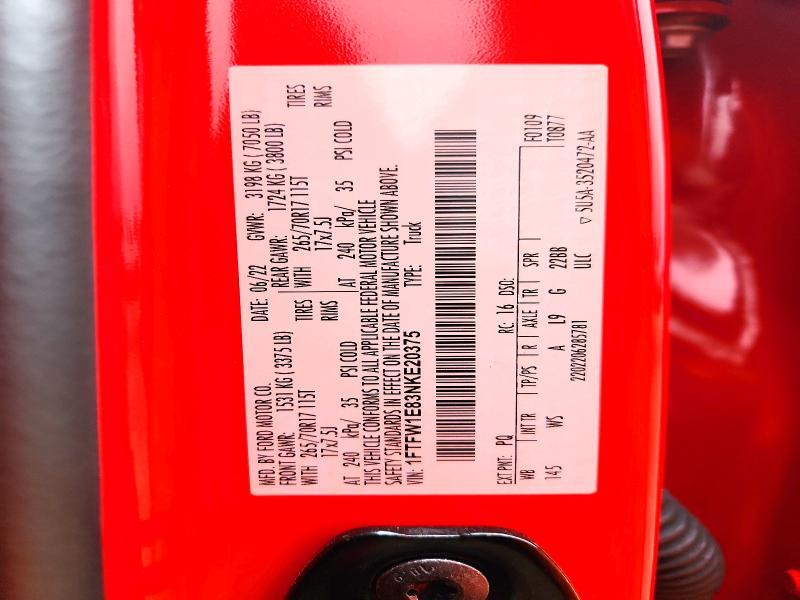 MFD. BY FORD MOTOR CO.
DATE: 06/22 GVWR: 3198 KG ( 7050 LB)
FRONT GAWR: 1531 KG ( 3375 LB) REAR GAWR: 1724 KG ( 3800 LB)
WITH 265/70R17 115T TIRES WITH 265/70R17 115T TIRES
17x7.5J RIMS 17x7.5J RIMS
AT 240 kPa/ 35 PSI COLD AT 240 kPa/ 35 PSI COLD
THIS VEHICLE CONFORMS TO ALL APPLICABLE FEDERAL MOTOR VEHICLE
SAFETY STANDARDS IN EFFECT ON THE DATE OF MANUFACTURE SHOWN ABOVE.
VIN: 1FTFW1E83NKE20375 TYPE: Truck
EXT PNT: PQ RC: 16 DSO:
WB INT TR TP/PS R AXLE TR SPR F0109
145 WS A L9 G 22BB T0877
2202206285781 ULC ▽ 5U5A-3520472-AA